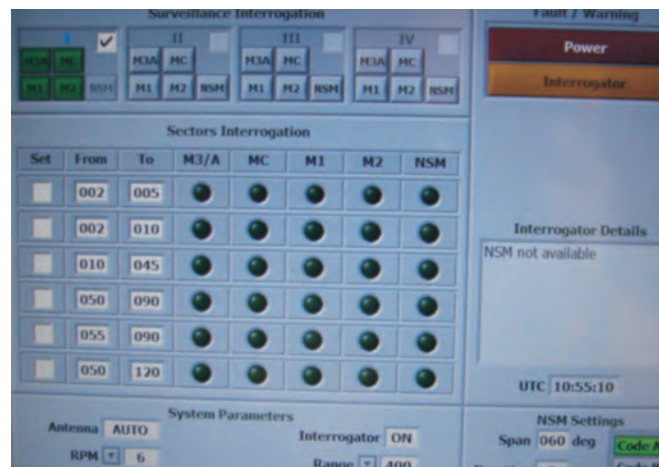 Surveillance Interrogation
I II III IV
M3A MC M3A MC M3A MC M3A MC
M1 M2 NSM M1 M2 NSM M1 M2 NSM M1 M2 NSM
Sectors Interrogation
Set From To M3/A MC M1 M2 NSM
002 005
002 010
010 045
050 090
055 090
050 120
System Parameters
Antenna AUTO Interrogator ON
RPM 6 Range 400
Fault / Warning
Power
Interrogator
Interrogator Details
NSM not available
UTC 10:55:10
NSM Settings
Span 060 deg Code A